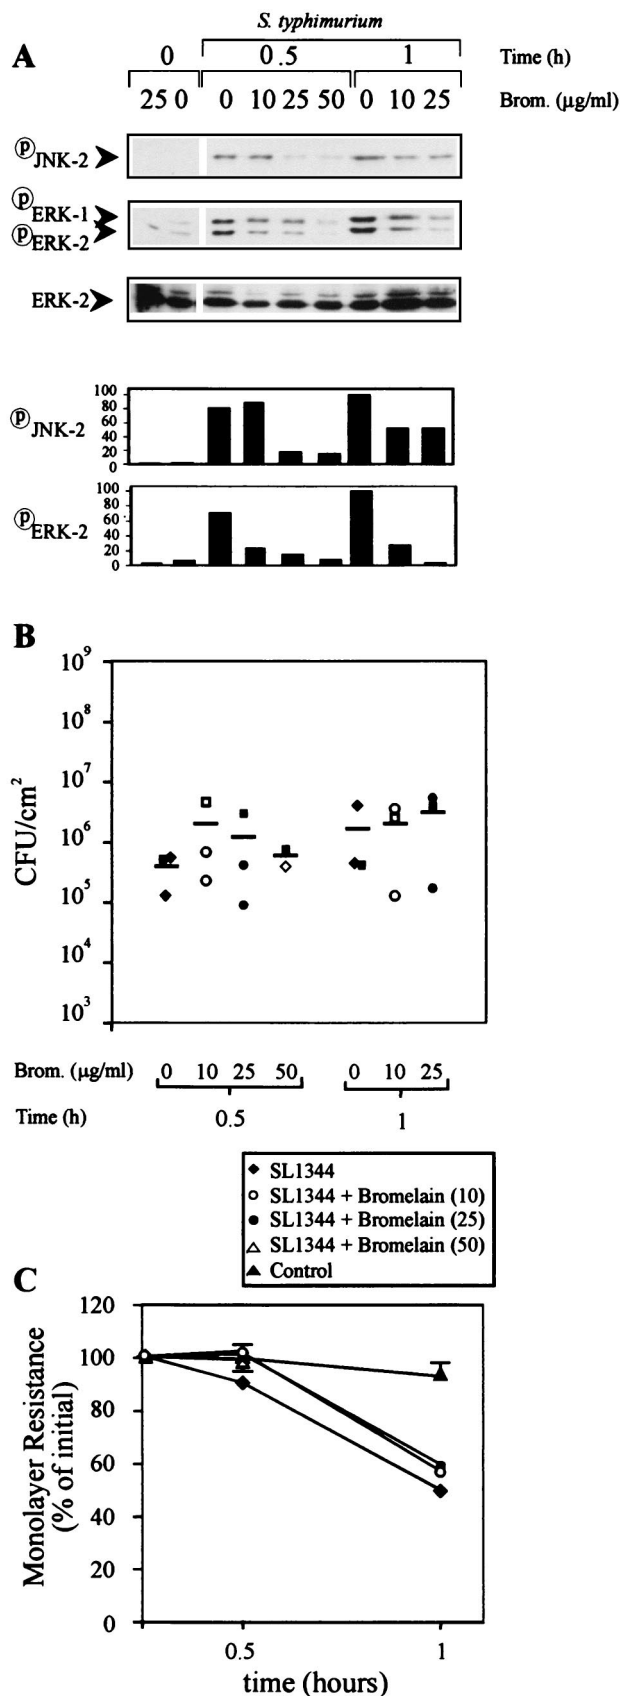 S. typhimurium
A
0 0.5 1 Time (h)
25 0 0 10 25 50 0 10 25 Brom. (μg/ml)
ⓟJNK-2
ⓟERK-1
ⓟERK-2
ERK-2
100
80
60
40
20
0
ⓟJNK-2
100
80
60
40
20
0
ⓟERK-2
B
10⁹
10⁸
10⁷
10⁶
10⁵
10⁴
10³
CFU/cm²
Brom. (μg/ml) 0 10 25 50 0 10 25
Time (h) 0.5 1
SL1344
SL1344 + Bromelain (10)
SL1344 + Bromelain (25)
SL1344 + Bromelain (50)
Control
C
120
100
80
60
40
20
0
Monolayer Resistance
(% of initial)
0.5 1
time (hours)